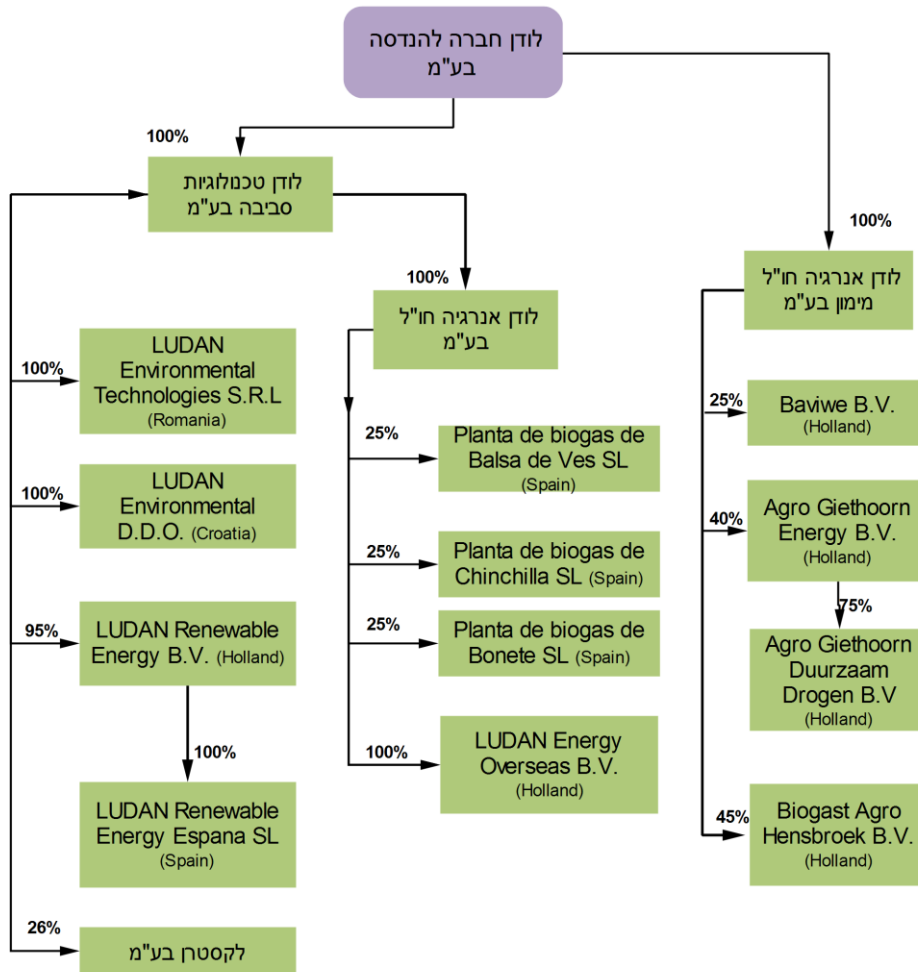 לודן חברה להנדסה
בע"מ
100%
לודן טכנולוגיות
סביבה בע"מ
100%
לודן אנרגיה חו"ל
בע"מ
100%
לודן אנרגיה חו"ל
מימון בע"מ
100%
LUDAN
Environmental
Technologies S.R.L
(Romania)
100%
LUDAN
Environmental
D.D.O. (Croatia)
95%
LUDAN Renewable
Energy B.V. (Holland)
100%
LUDAN Renewable
Energy Espana SL
(Spain)
26%
לקסטרן בע"מ
25%
Planta de biogas de
Balsa de Ves SL
(Spain)
25%
Planta de biogas de
Chinchilla SL (Spain)
25%
Planta de biogas de
Bonete SL (Spain)
100%
LUDAN Energy
Overseas B.V.
(Holland)
25%
Baviwe B.V.
(Holland)
40%
Agro Giethoorn
Energy B.V.
(Holland)
75%
Agro Giethoorn
Duurzaam
Drogen B.V
(Holland)
45%
Biogast Agro
Hensbroek B.V.
(Holland)